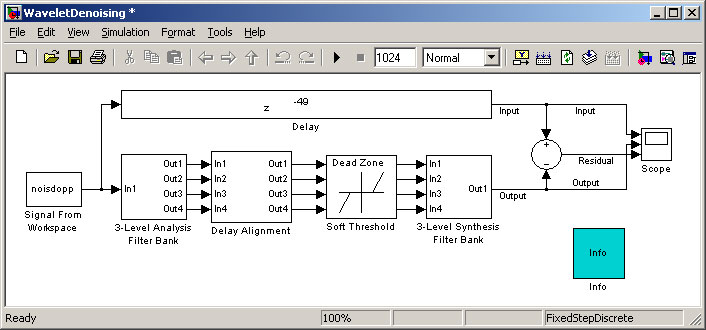 WaveletDenoising *
File Edit View Simulation Format Tools Help
1024 Normal
z -49
Delay
Input
Input
noisdopp
Signal From
Workspace
In1
Out1
Out2
Out3
Out4
3-Level Analysis
Filter Bank
In1 Out1
In2 Out2
In3 Out3
In4 Out4
Delay Alignment
Dead Zone
Soft Threshold
In1
In2
In3
In4
Out1
3-Level Synthesis
Filter Bank
Output
+
-
Residual
Output
Scope
Info
Info
Ready 100% FixedStepDiscrete